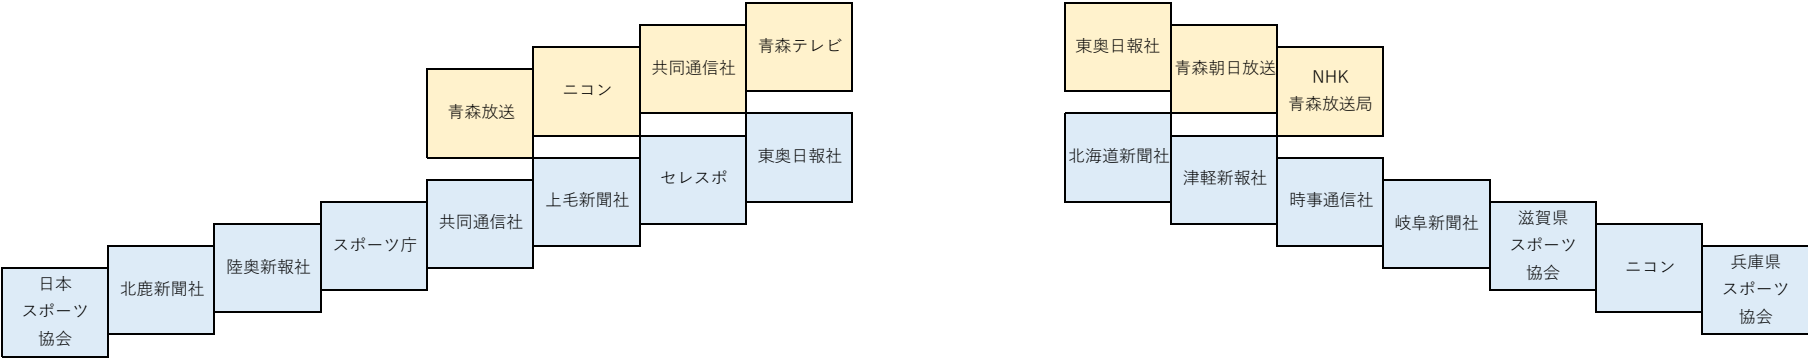 青森放送
ニコン
共同通信社
青森テレビ
東奥日報社
青森朝日放送
NHK
青森放送局
日本
スポーツ
協会
北鹿新聞社
陸奥新報社
スポーツ庁
共同通信社
上毛新聞社
セレスポ
東奥日報社
北海道新聞社
津軽新報社
時事通信社
岐阜新聞社
滋賀県
スポーツ
協会
ニコン
兵庫県
スポーツ
協会